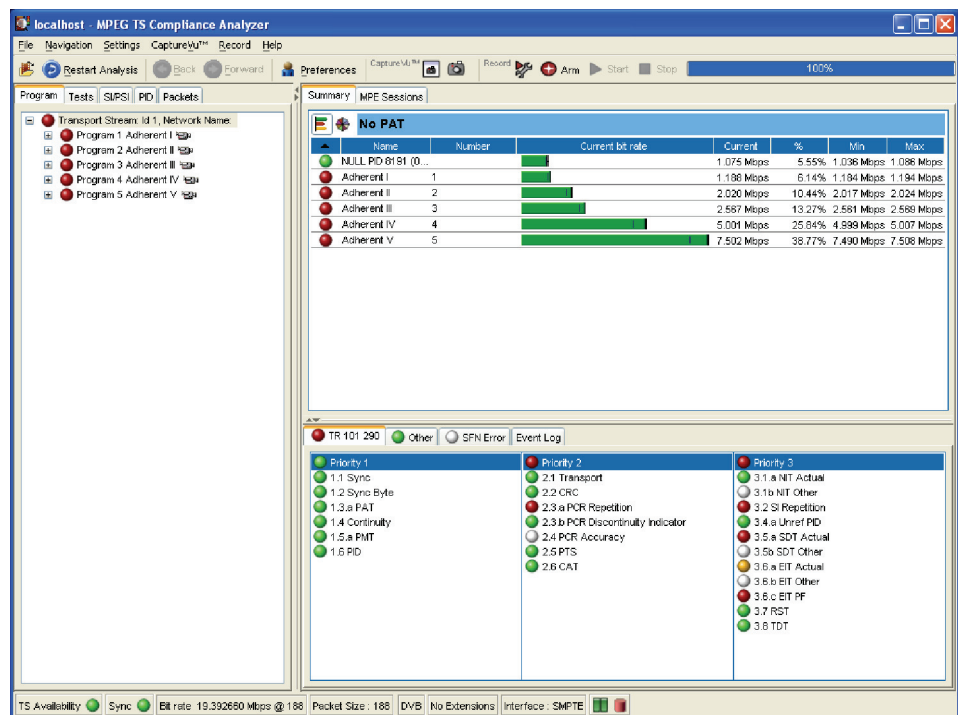 localhost - MPEG TS Compliance Analyzer
File Navigation Settings CaptureVu™ Record Help
Restart Analysis Back Forward Preferences CaptureVu™ Record Arm Start Stop 100%
Program Tests SI/PSI PID Packets
Summary MPE Sessions
Transport Stream: Id 1, Network Name:
Program 1 Adherent I
Program 2 Adherent II
Program 3 Adherent III
Program 4 Adherent IV
Program 5 Adherent V
No PAT
Name Number Current bit rate Current % Min Max
NULL PID 8191 (0... 1.075 Mbps 5.55% 1.036 Mbps 1.086 Mbps
Adherent I 1 1.188 Mbps 6.14% 1.184 Mbps 1.194 Mbps
Adherent II 2 2.020 Mbps 10.44% 2.017 Mbps 2.024 Mbps
Adherent III 3 2.567 Mbps 13.27% 2.561 Mbps 2.569 Mbps
Adherent IV 4 5.001 Mbps 25.84% 4.999 Mbps 5.007 Mbps
Adherent V 5 7.502 Mbps 38.77% 7.490 Mbps 7.508 Mbps
TR 101 290 Other SFN Error Event Log
Priority 1
1.1 Sync
1.2 Sync Byte
1.3.a PAT
1.4 Continuity
1.5.a PMT
1.6 PID
Priority 2
2.1 Transport
2.2 CRC
2.3.a PCR Repetition
2.3.b PCR Discontinuity Indicator
2.4 PCR Accuracy
2.5 PTS
2.6 CAT
Priority 3
3.1.a NIT Actual
3.1b NIT Other
3.2 SI Repetition
3.4.a Unref PID
3.5.a SDT Actual
3.5b SDT Other
3.6.a EIT Actual
3.6.b EIT Other
3.6.c EIT PF
3.7 RST
3.8 TDT
TS Availability Sync Bit rate 19.392660 Mbps @ 188 Packet Size : 188 DVB No Extensions Interface : SMPTE